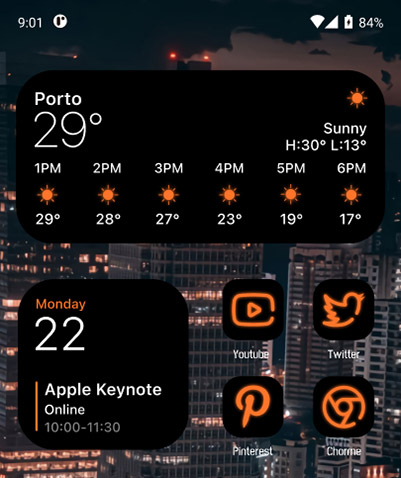 9:01
84%
Porto
29°
Sunny
H:30° L:13°
1PM 2PM 3PM 4PM 5PM 6PM
29° 28° 27° 23° 19° 17°
Monday
22
Apple Keynote
Online
10:00-11:30
Youtube Twitter
Pinterest Chorme